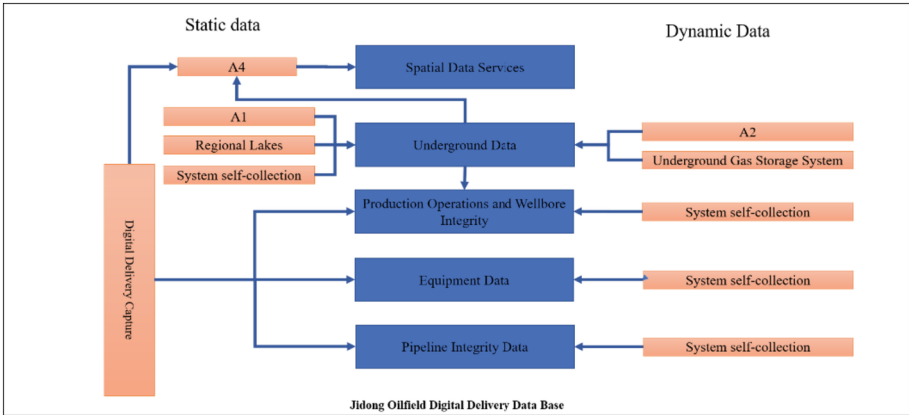 Static data
Dynamic Data
A4
Spatial Data Services
A1
Regional Lakes
System self-collection
Underground Data
A2
Underground Gas Storage System
Digital Delivery Capture
Production Operations and Wellbore
Integrity
System self-collection
Equipment Data
System self-collection
Pipeline Integrity Data
System self-collection
Jidong Oilfield Digital Delivery Data Base